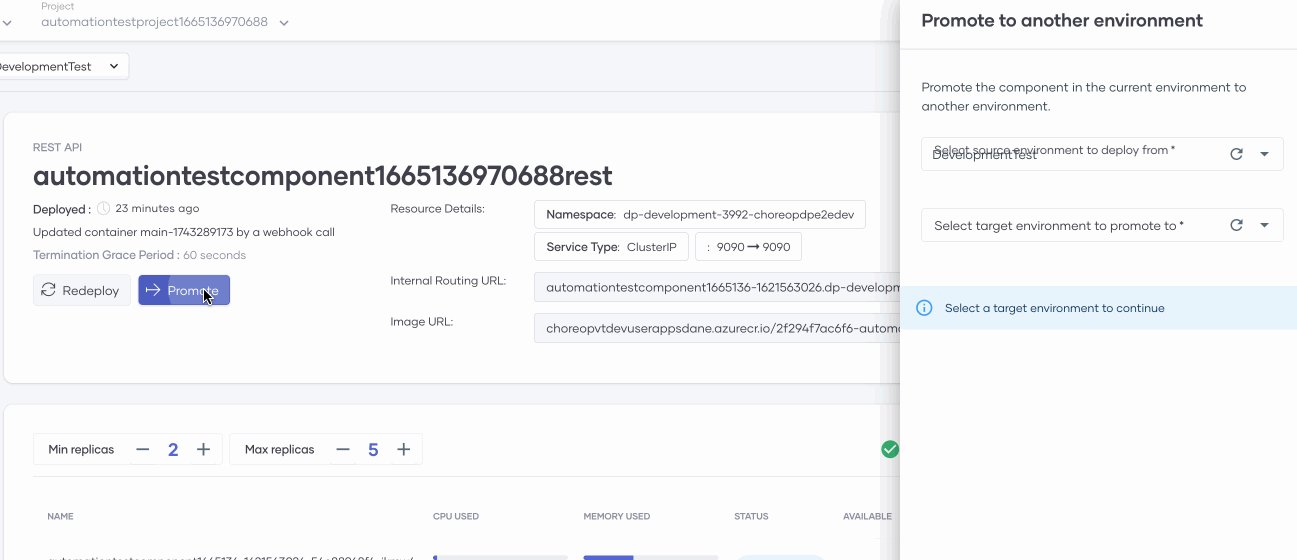 Project
automationtestproject1665136970688
DevelopmentTest
REST API
automationtestcomponent1665136970688rest
Deployed : 23 minutes ago
Updated container main-1743289173 by a webhook call
Termination Grace Period : 60 seconds
Redeploy
Promote
Resource Details:
Namespace: dp-development-3992-choreopdpe2edev
Service Type: ClusterIP
: 9090 → 9090
Internal Routing URL:
automationtestcomponent1665136-1621563026.dp-developm
Image URL:
choreopvtdevuserappsdane.azurecr.io/2f294f7ac6f6-automa
Min replicas − 2 +
Max replicas − 5 +
NAME CPU USED MEMORY USED STATUS AVAILABLE
Promote to another environment
Promote the component in the current environment to
another environment.
Select source environment to deploy from *
DevelopmentTest
Select target environment to promote to *
Select a target environment to continue